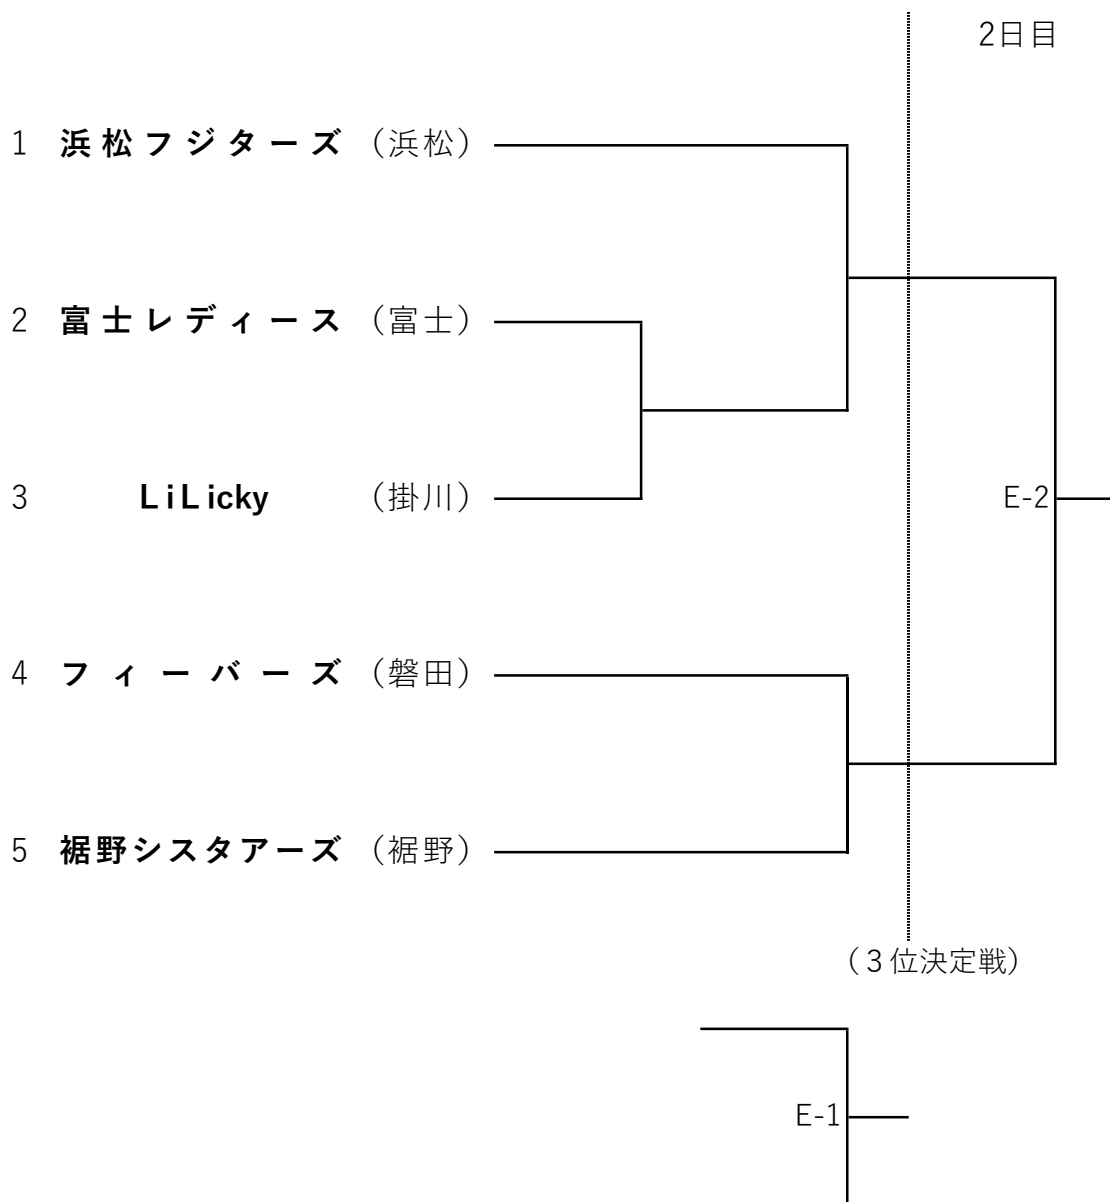 2日目
1 浜松フジターズ （浜松）
2 富士レディース （富士）
3 LiLicky （掛川）
E-2
4 フィーバーズ （磐田）
5 裾野シスタアーズ （裾野）
（３位決定戦）
E-1